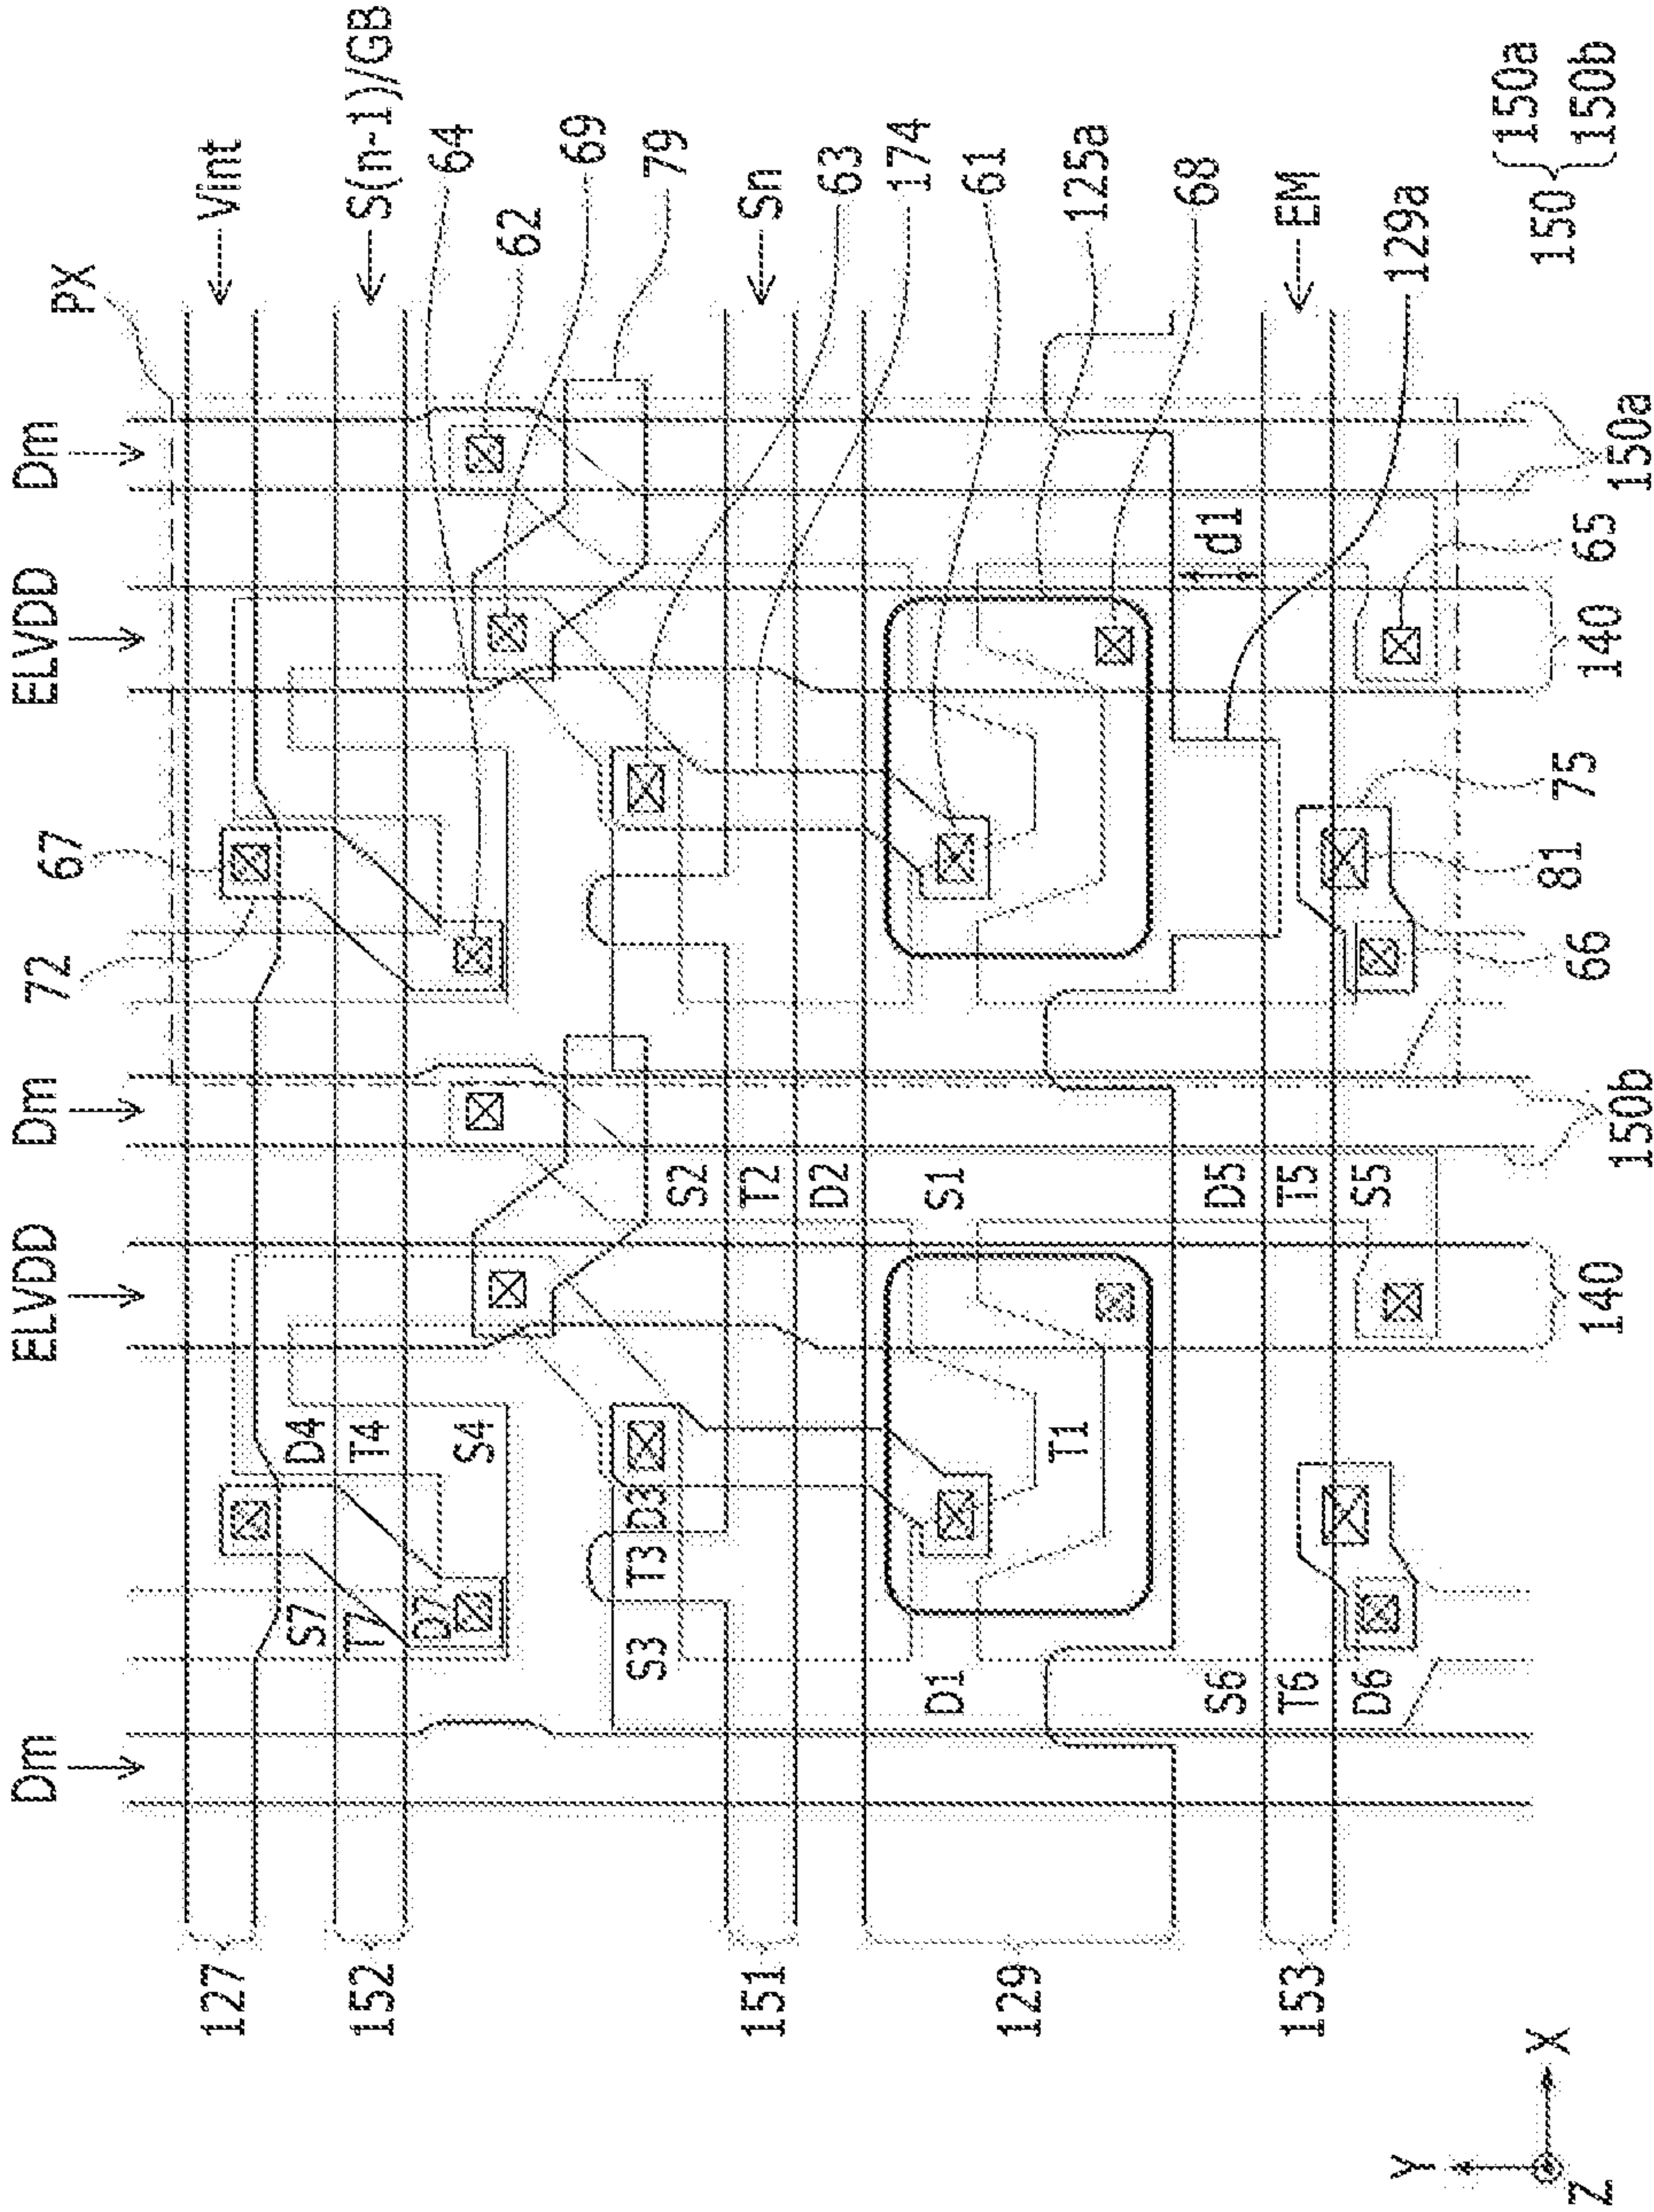 Dm ELVDD Dm ELVDD Dm
72 67 PX
127 Vint
S7 D4
152 T7 T4 S(n-1)/GB
D7 S4 64
62
69
S3 T3 D3 79
S2
151 T2 Sn
D2 63
174
D1 S1 61
129
T1 125a
68
S6 D5 d1
153 T6 T5 EM
D6 S5 129a
Y
150 150a
150b
X
66 81 75 65
140 140
150b 150a
Z